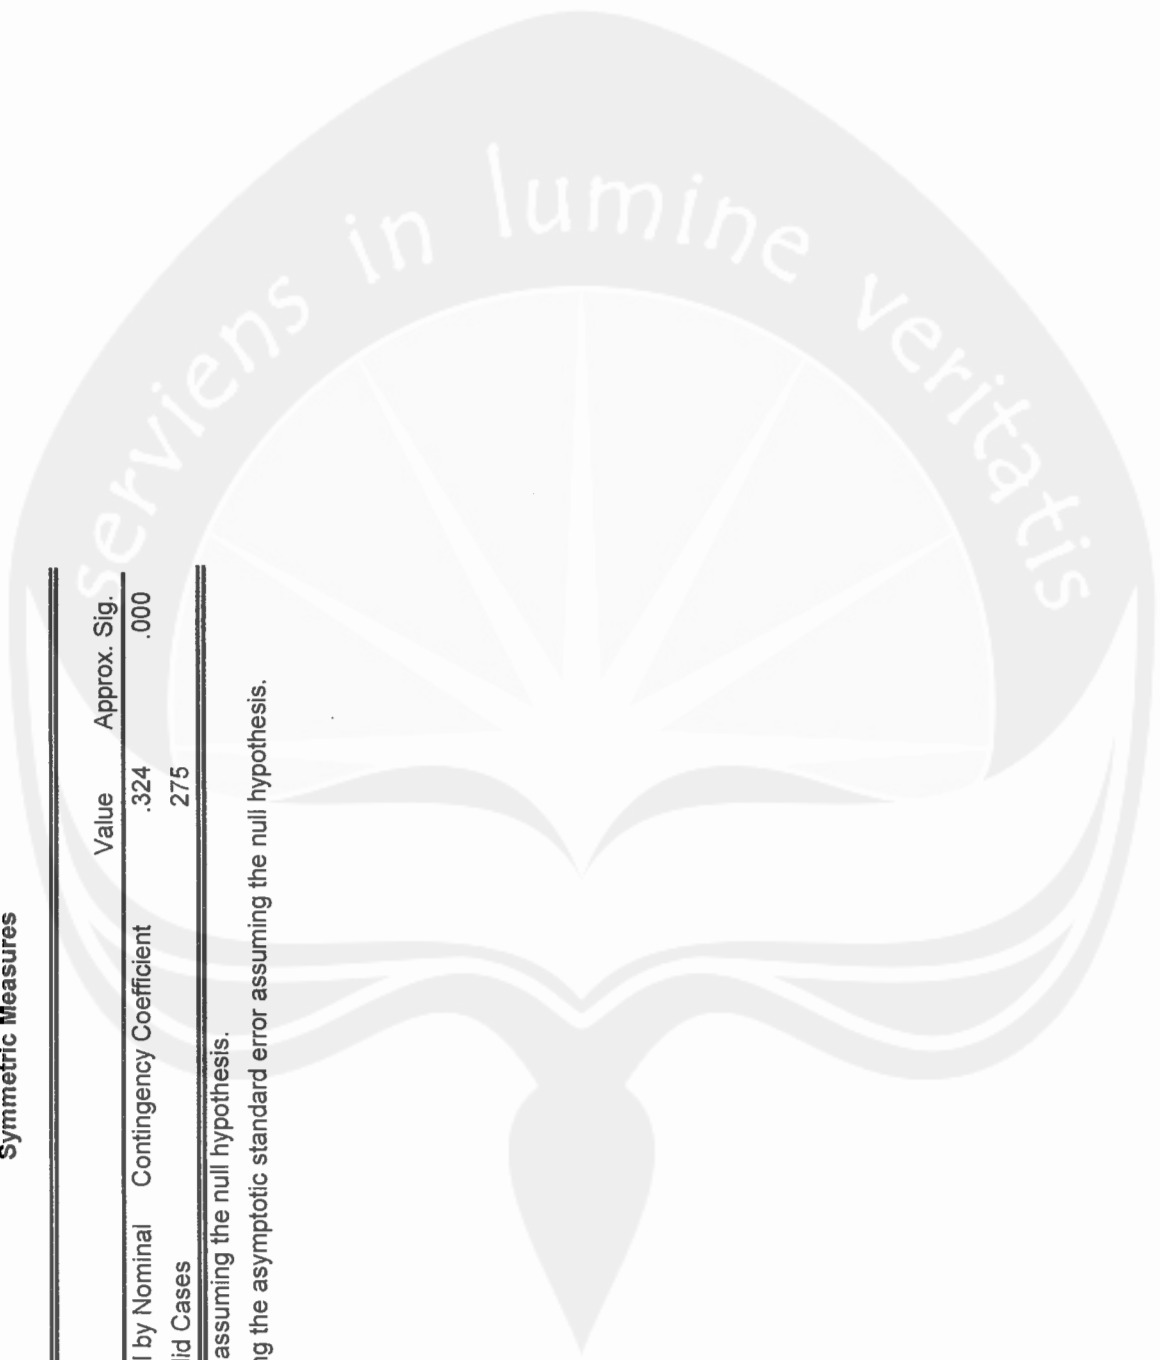 serviens in lumine veritatis
Symmetric Measures
Value Approx. Sig.
l by Nominal Contingency Coefficient .324 .000
lid Cases 275
assuming the null hypothesis.
ng the asymptotic standard error assuming the null hypothesis.